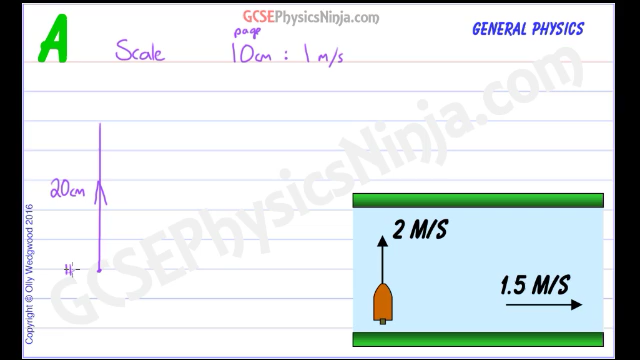 GCSEPhysicsNinja.com
GENERAL PHYSICS
A
page
Scale 10cm : 1 m/s
20cm
2 M/S
1.5 M/S
GCSEPhysicsNinja.com
Copyright © Olly Wedgwood 2016